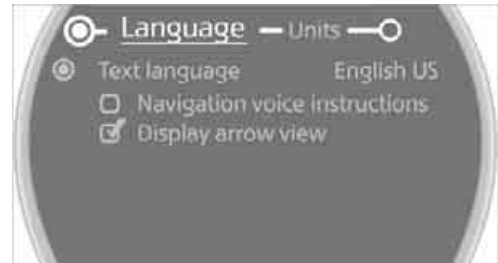 Language Units
Text language English US
Navigation voice instructions
Display arrow view